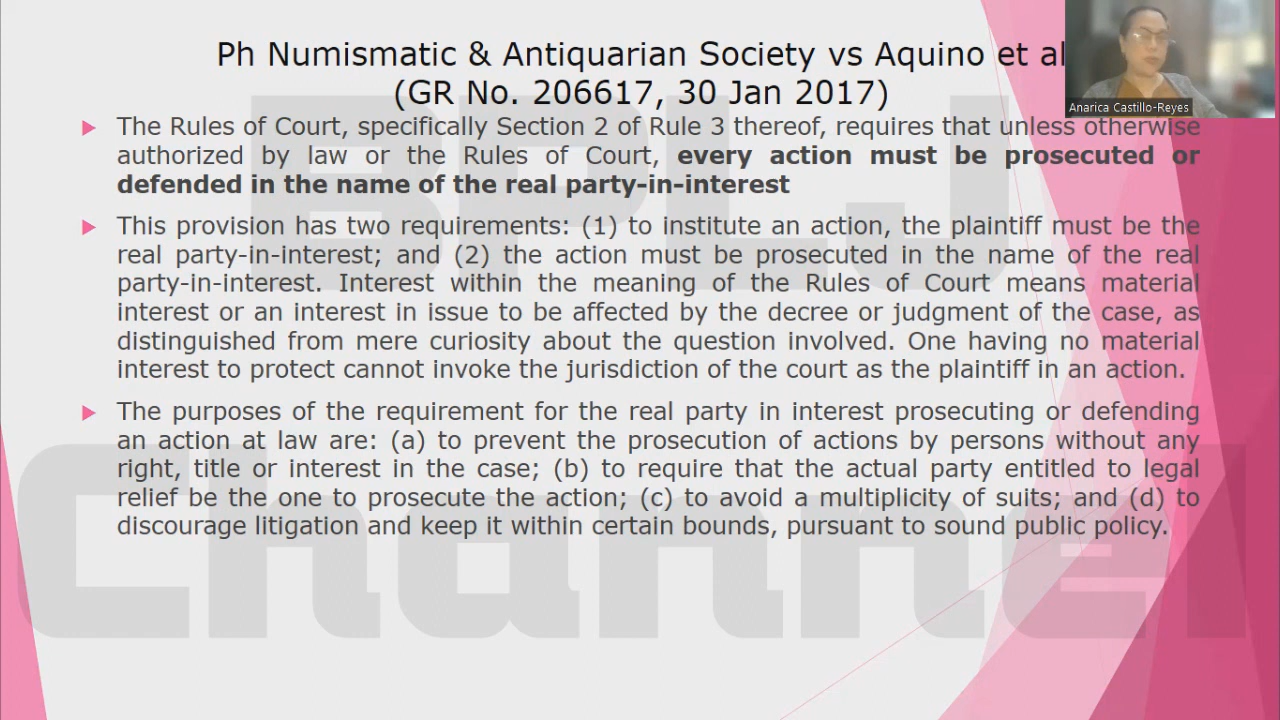 Ph Numismatic & Antiquarian Society vs Aquino et al
(GR No. 206617, 30 Jan 2017)
Anarica Castillo-Reyes
The Rules of Court, specifically Section 2 of Rule 3 thereof, requires that unless otherwise
authorized by law or the Rules of Court, every action must be prosecuted or
defended in the name of the real party-in-interest
This provision has two requirements: (1) to institute an action, the plaintiff must be the
real party-in-interest; and (2) the action must be prosecuted in the name of the real
party-in-interest. Interest within the meaning of the Rules of Court means material
interest or an interest in issue to be affected by the decree or judgment of the case, as
distinguished from mere curiosity about the question involved. One having no material
interest to protect cannot invoke the jurisdiction of the court as the plaintiff in an action.
The purposes of the requirement for the real party in interest prosecuting or defending
an action at law are: (a) to prevent the prosecution of actions by persons without any
right, title or interest in the case; (b) to require that the actual party entitled to legal
relief be the one to prosecute the action; (c) to avoid a multiplicity of suits; and (d) to
discourage litigation and keep it within certain bounds, pursuant to sound public policy.
BPLJ
Channel